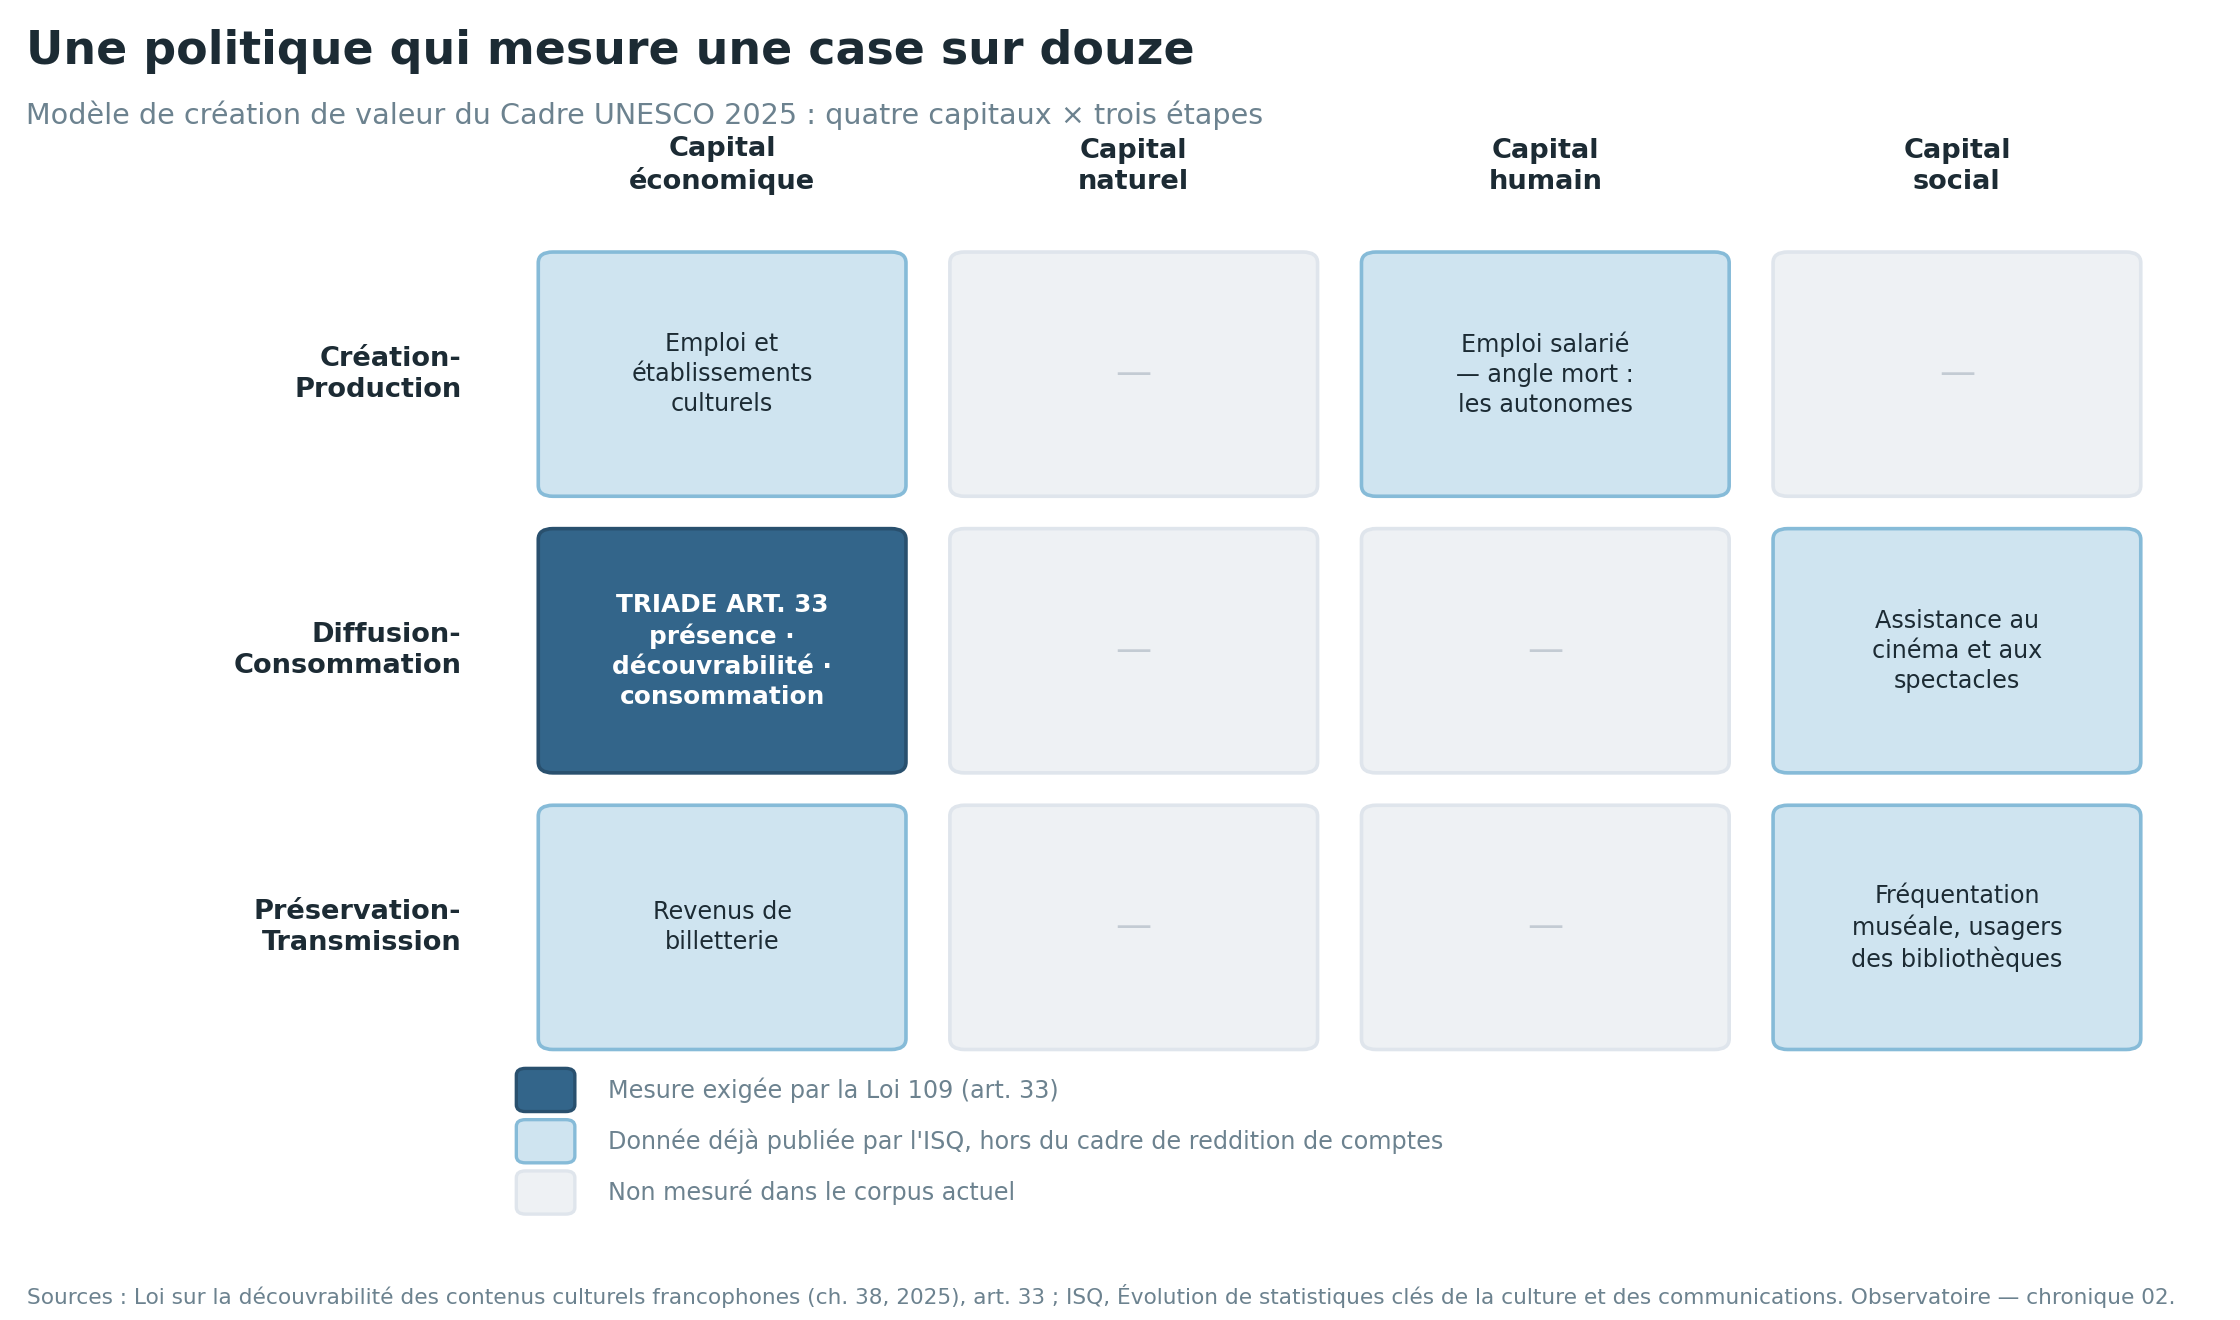 Une politique qui mesure une case sur douze
Modèle de création de valeur du Cadre UNESCO 2025 : quatre capitaux × trois étapes
Capital
économique
Capital
naturel
Capital
humain
Capital
social
Création-
Production
Emploi et
établissements
culturels
—
Emploi salarié
— angle mort :
les autonomes
—
Diffusion-
Consommation
TRIADE ART. 33
présence ·
découvrabilité ·
consommation
—
—
Assistance au
cinéma et aux
spectacles
Préservation-
Transmission
Revenus de
billetterie
—
—
Fréquentation
muséale, usagers
des bibliothèques
Mesure exigée par la Loi 109 (art. 33)
Donnée déjà publiée par l'ISQ, hors du cadre de reddition de comptes
Non mesuré dans le corpus actuel
Sources : Loi sur la découvrabilité des contenus culturels francophones (ch. 38, 2025), art. 33 ; ISQ, Évolution de statistiques clés de la culture et des communications. Observatoire — chronique 02.